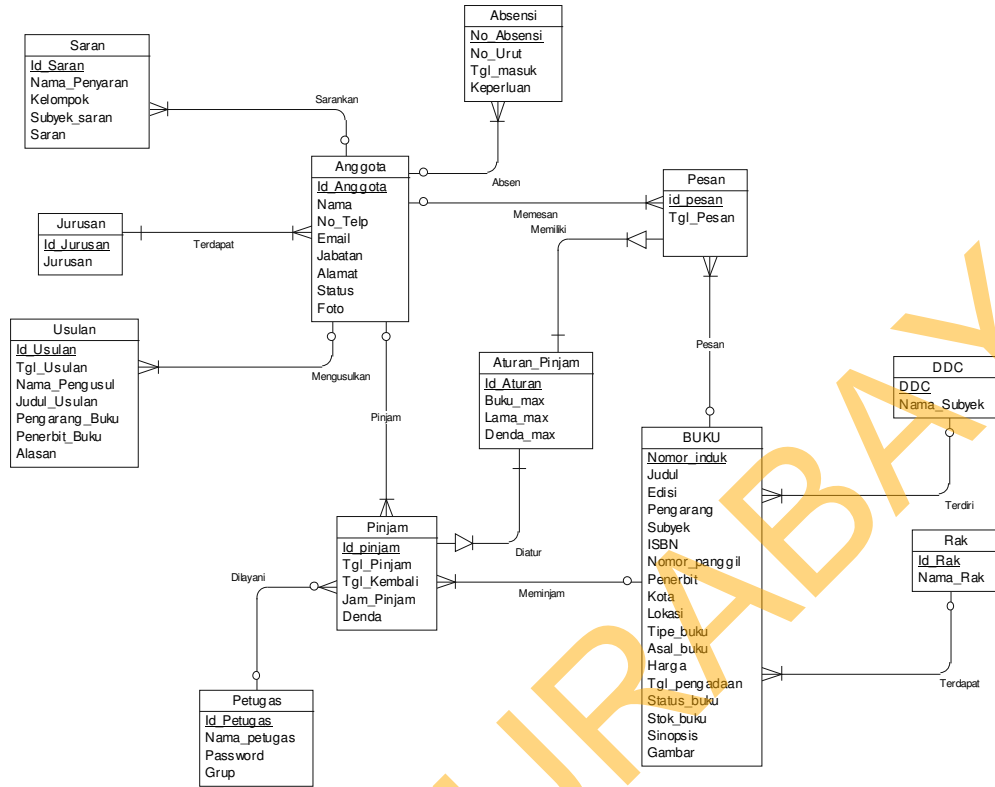 Absensi
No_Absensi
No_Urut
Tgl_masuk
Keperluan
Saran
Id_Saran
Nama_Penyaran
Kelompok
Subyek_saran
Saran
Sarankan
Absen
Anggota
Id_Anggota
Nama
No_Telp
Email
Jabatan
Alamat
Status
Foto
Pesan
id_pesan
Tgl_Pesan
Memesan
Memiliki
Jurusan
Id_Jurusan
Jurusan
Terdapat
Usulan
Id_Usulan
Tgl_Usulan
Nama_Pengusul
Judul_Usulan
Pengarang_Buku
Penerbit_Buku
Alasan
Mengusulkan
Pinjam
Aturan_Pinjam
Id_Aturan
Buku_max
Lama_max
Denda_max
Pesan
DDC
DDC
Nama_Subyek
Terdiri
BUKU
Nomor_induk
Judul
Edisi
Pengarang
Subyek
ISBN
Nomor_panggil
Penerbit
Kota
Lokasi
Tipe_buku
Asal_buku
Harga
Tgl_pengadaan
Status_buku
Stok_buku
Sinopsis
Gambar
Pinjam
Id_pinjam
Tgl_Pinjam
Tgl_Kembali
Jam_Pinjam
Denda
Diatur
Meminjam
Dilayani
Rak
Id_Rak
Nama_Rak
Terdapat
Petugas
Id_Petugas
Nama_petugas
Password
Grup
URABAY